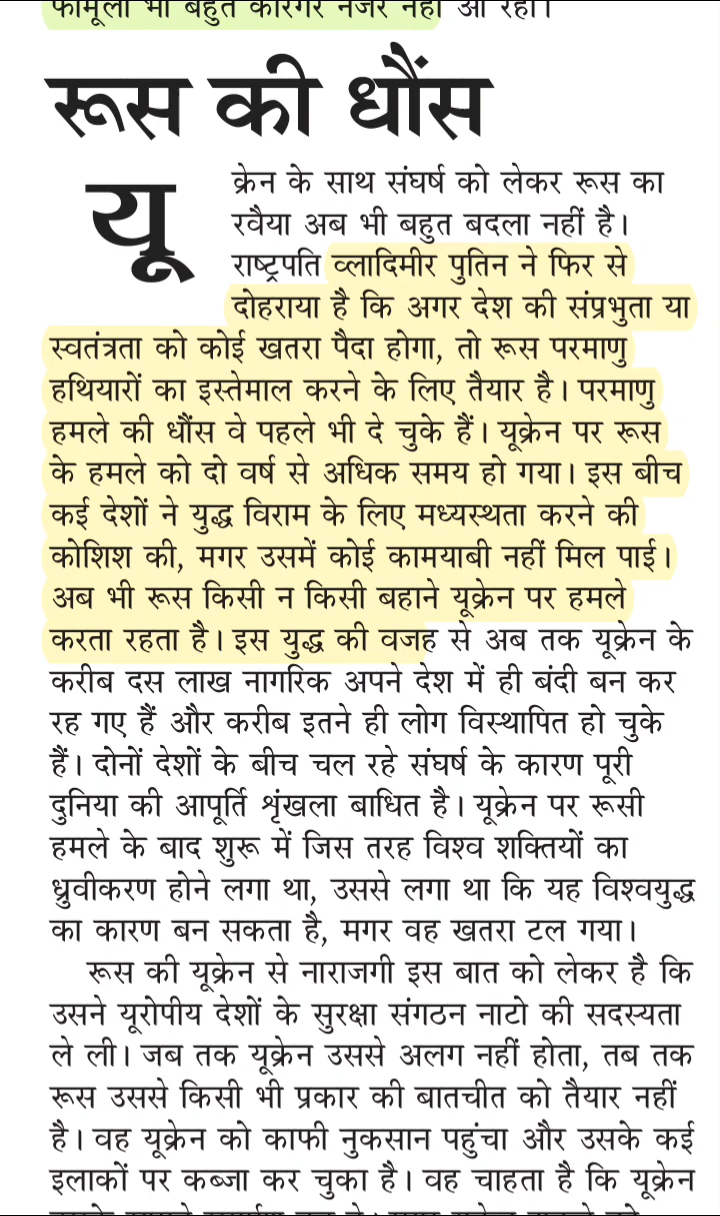 फार्मूला भी बहुत कारगर नजर नहीं आ रहा।
रूस की धौंस
यूक्रेन के साथ संघर्ष को लेकर रूस का
रवैया अब भी बहुत बदला नहीं है।
राष्ट्रपति व्लादिमीर पुतिन ने फिर से
दोहराया है कि अगर देश की संप्रभुता या
स्वतंत्रता को कोई खतरा पैदा होगा, तो रूस परमाणु
हथियारों का इस्तेमाल करने के लिए तैयार है। परमाणु
हमले की धौंस वे पहले भी दे चुके हैं। यूक्रेन पर रूस
के हमले को दो वर्ष से अधिक समय हो गया। इस बीच
कई देशों ने युद्ध विराम के लिए मध्यस्थता करने की
कोशिश की, मगर उसमें कोई कामयाबी नहीं मिल पाई।
अब भी रूस किसी न किसी बहाने यूक्रेन पर हमले
करता रहता है। इस युद्ध की वजह से अब तक यूक्रेन के
करीब दस लाख नागरिक अपने देश में ही बंदी बन कर
रह गए हैं और करीब इतने ही लोग विस्थापित हो चुके
हैं। दोनों देशों के बीच चल रहे संघर्ष के कारण पूरी
दुनिया की आपूर्ति शृंखला बाधित है। यूक्रेन पर रूसी
हमले के बाद शुरू में जिस तरह विश्व शक्तियों का
ध्रुवीकरण होने लगा था, उससे लगा था कि यह विश्वयुद्ध
का कारण बन सकता है, मगर वह खतरा टल गया।
रूस की यूक्रेन से नाराजगी इस बात को लेकर है कि
उसने यूरोपीय देशों के सुरक्षा संगठन नाटो की सदस्यता
ले ली। जब तक यूक्रेन उससे अलग नहीं होता, तब तक
रूस उससे किसी भी प्रकार की बातचीत को तैयार नहीं
है। वह यूक्रेन को काफी नुकसान पहुंचा और उसके कई
इलाकों पर कब्जा कर चुका है। वह चाहता है कि यूक्रेन